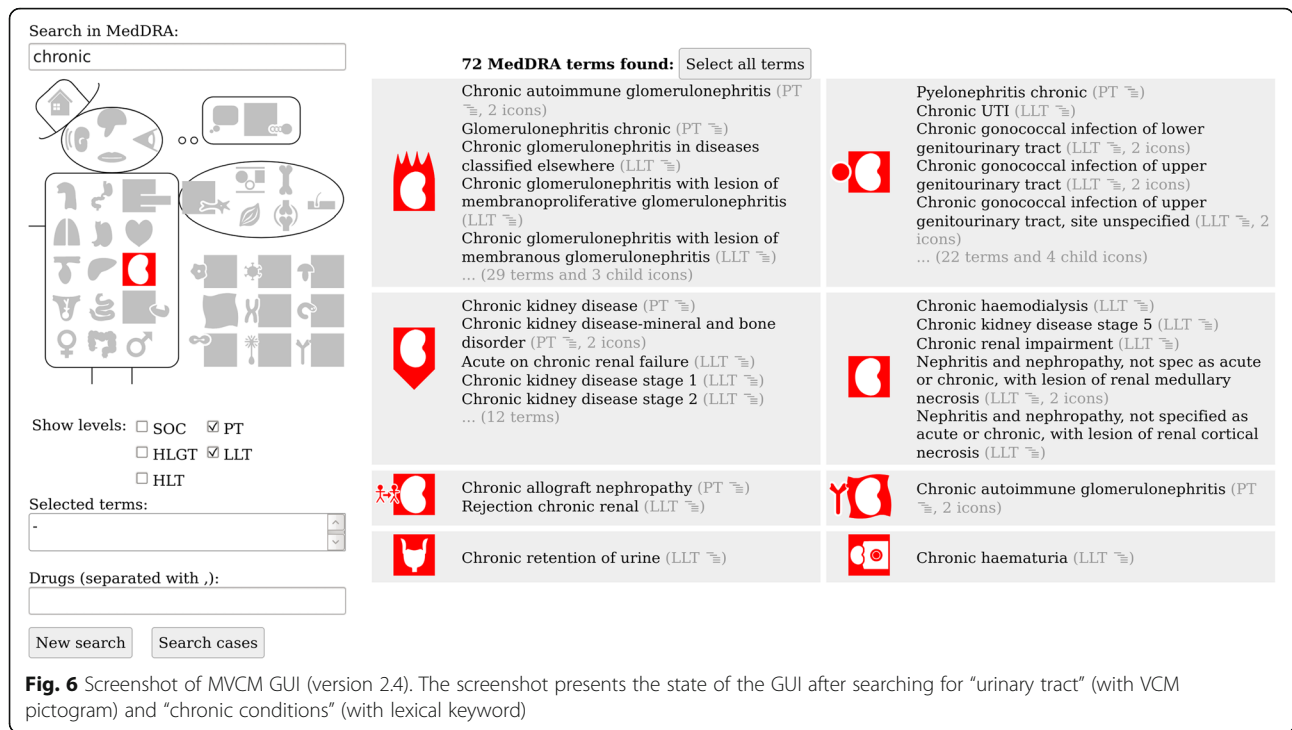 Search in MedDRA:
chronic
72 MedDRA terms found: Select all terms
Chronic autoimmune glomerulonephritis (PT
, 2 icons)
Glomerulonephritis chronic (PT )
Chronic glomerulonephritis in diseases
classified elsewhere (LLT )
Chronic glomerulonephritis with lesion of
membranoproliferative glomerulonephritis
(LLT )
Chronic glomerulonephritis with lesion of
membranous glomerulonephritis (LLT )
... (29 terms and 3 child icons)
Pyelonephritis chronic (PT )
Chronic UTI (LLT )
Chronic gonococcal infection of lower
genitourinary tract (LLT , 2 icons)
Chronic gonococcal infection of upper
genitourinary tract (LLT , 2 icons)
Chronic gonococcal infection of upper
genitourinary tract, site unspecified (LLT , 2
icons)
... (22 terms and 4 child icons)
Chronic kidney disease (PT )
Chronic kidney disease-mineral and bone
disorder (PT , 2 icons)
Acute on chronic renal failure (LLT )
Chronic kidney disease stage 1 (LLT )
Chronic kidney disease stage 2 (LLT )
... (12 terms)
Chronic haemodialysis (LLT )
Chronic kidney disease stage 5 (LLT )
Chronic renal impairment (LLT )
Nephritis and nephropathy, not spec as acute
or chronic, with lesion of renal medullary
necrosis (LLT , 2 icons)
Nephritis and nephropathy, not specified as
acute or chronic, with lesion of renal cortical
necrosis (LLT )
Chronic allograft nephropathy (PT )
Rejection chronic renal (LLT )
Chronic autoimmune glomerulonephritis (PT
, 2 icons)
Chronic retention of urine (LLT )
Chronic haematuria (LLT )
Show levels: SOC PT
HLGT LLT
HLT
Selected terms:
-
Drugs (separated with ,):
New search Search cases
Fig. 6 Screenshot of MVCM GUI (version 2.4). The screenshot presents the state of the GUI after searching for “urinary tract” (with VCM
pictogram) and “chronic conditions” (with lexical keyword)